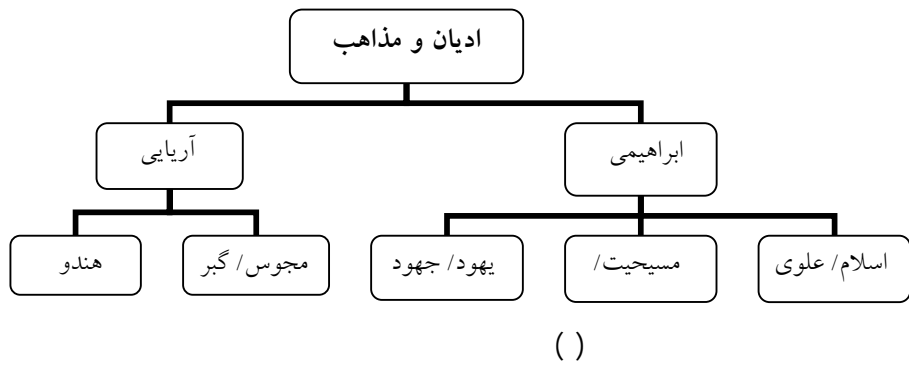 ادیان و مذاهب
ابراهیمی
آریایی
اسلام/ علوی
مسیحیت/
یهود/ جهود
مجوس/ گبر
هندو
( )